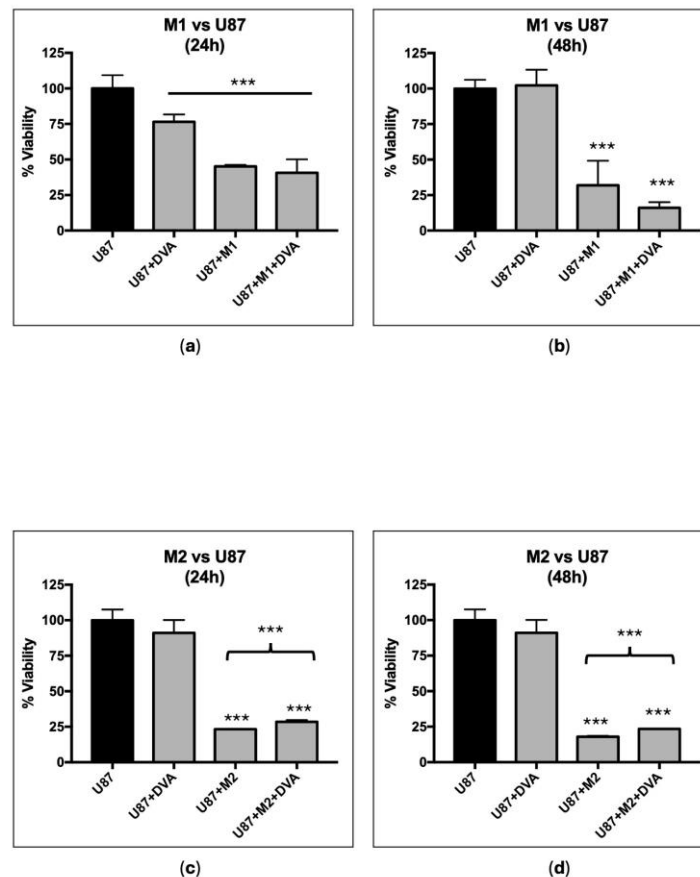 M1 vs U87
(24h)
125
100
75
50
25
0
% Viability
***
U87
U87+DVA
U87+M1
U87+M1+DVA
(a)
M1 vs U87
(48h)
125
100
75
50
25
0
% Viability
***
***
U87
U87+DVA
U87+M1
U87+M1+DVA
(b)
M2 vs U87
(24h)
125
100
75
50
25
0
% Viability
***
***
***
U87
U87+DVA
U87+M2
U87+M2+DVA
(c)
M2 vs U87
(48h)
125
100
75
50
25
0
% Viability
***
***
***
U87
U87+DVA
U87+M2
U87+M2+DVA
(d)